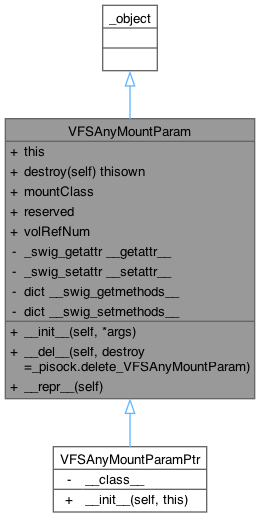 _object
VFSAnyMountParam
+ this
+ destroy(self) thisown
+ mountClass
+ reserved
+ volRefNum
- _swig_getattr __getattr__
- _swig_setattr __setattr__
- dict __swig_getmethods__
- dict __swig_setmethods__
+ __init__(self, *args)
+ __del__(self, destroy
=_pisock.delete_VFSAnyMountParam)
+ __repr__(self)
VFSAnyMountParamPtr
- __class__
+ __init__(self, this)